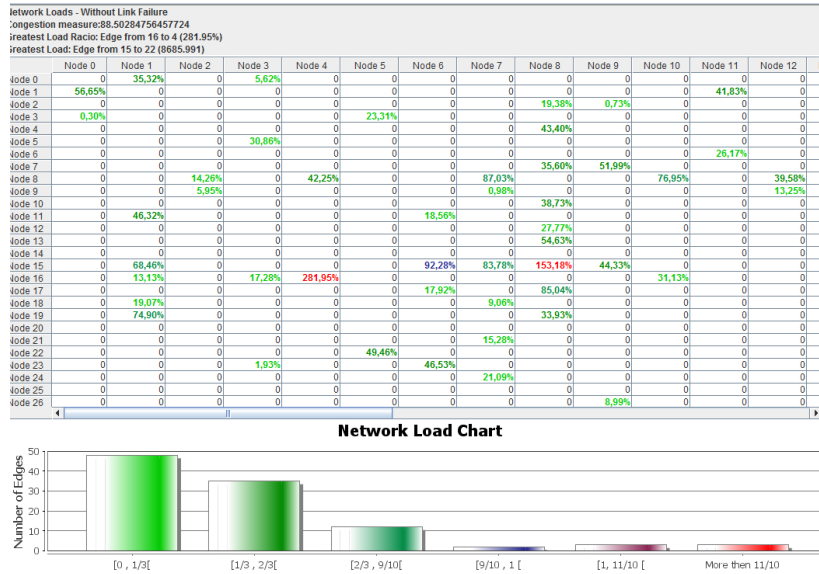 Network Loads - Without Link Failure
Congestion measure:88.50284756457724
Greatest Load Racio: Edge from 16 to 4 (281.95%)
Greatest Load: Edge from 15 to 22 (8685.991)
Node 0 Node 1 Node 2 Node 3 Node 4 Node 5 Node 6 Node 7 Node 8 Node 9 Node 10 Node 11 Node 12
Node 0 0 35,32% 0 5,62% 0 0 0 0 0 0 0 0 0
Node 1 56,65% 0 0 0 0 0 0 0 0 0 0 41,83% 0
Node 2 0 0 0 0 0 0 0 0 19,38% 0,73% 0 0 0
Node 3 0,30% 0 0 0 0 23,31% 0 0 0 0 0 0 0
Node 4 0 0 0 0 0 0 0 0 43,40% 0 0 0 0
Node 5 0 0 0 30,86% 0 0 0 0 0 0 0 0 0
Node 6 0 0 0 0 0 0 0 0 0 0 0 26,17% 0
Node 7 0 0 0 0 0 0 0 0 35,60% 51,99% 0 0 0
Node 8 0 0 14,26% 0 42,25% 0 0 87,03% 0 0 76,95% 0 39,58%
Node 9 0 0 5,95% 0 0 0 0 0,98% 0 0 0 0 13,25%
Node 10 0 0 0 0 0 0 0 0 38,73% 0 0 0 0
Node 11 0 46,32% 0 0 0 0 18,56% 0 0 0 0 0 0
Node 12 0 0 0 0 0 0 0 0 27,77% 0 0 0 0
Node 13 0 0 0 0 0 0 0 0 54,63% 0 0 0 0
Node 14 0 0 0 0 0 0 0 0 0 0 0 0 0
Node 15 0 68,46% 0 0 0 0 92,28% 83,78% 153,18% 44,33% 0 0 0
Node 16 0 13,13% 0 17,28% 281,95% 0 0 0 0 0 31,13% 0 0
Node 17 0 0 0 0 0 0 17,92% 0 85,04% 0 0 0 0
Node 18 0 19,07% 0 0 0 0 0 9,06% 0 0 0 0 0
Node 19 0 74,90% 0 0 0 0 0 0 33,93% 0 0 0 0
Node 20 0 0 0 0 0 0 0 0 0 0 0 0 0
Node 21 0 0 0 0 0 0 0 15,28% 0 0 0 0 0
Node 22 0 0 0 0 0 49,46% 0 0 0 0 0 0 0
Node 23 0 0 0 1,93% 0 0 46,53% 0 0 0 0 0 0
Node 24 0 0 0 0 0 0 0 21,09% 0 0 0 0 0
Node 25 0 0 0 0 0 0 0 0 0 0 0 0 0
Node 26 0 0 0 0 0 0 0 0 0 8,99% 0 0 0
Network Load Chart
Number of Edges
50
40
30
20
10
0
[0 , 1/3[ [1/3 , 2/3[ [2/3 , 9/10[ [9/10 , 1 [ [1, 11/10 [ More then 11/10